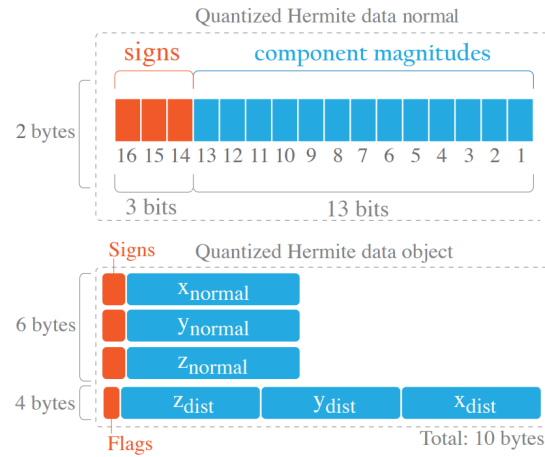 Quantized Hermite data normal
signs component magnitudes
2 bytes
16 15 14 13 12 11 10 9 8 7 6 5 4 3 2 1
3 bits 13 bits
Signs
Quantized Hermite data object
6 bytes
xnormal
ynormal
znormal
4 bytes
zdist ydist xdist
Flags
Total: 10 bytes